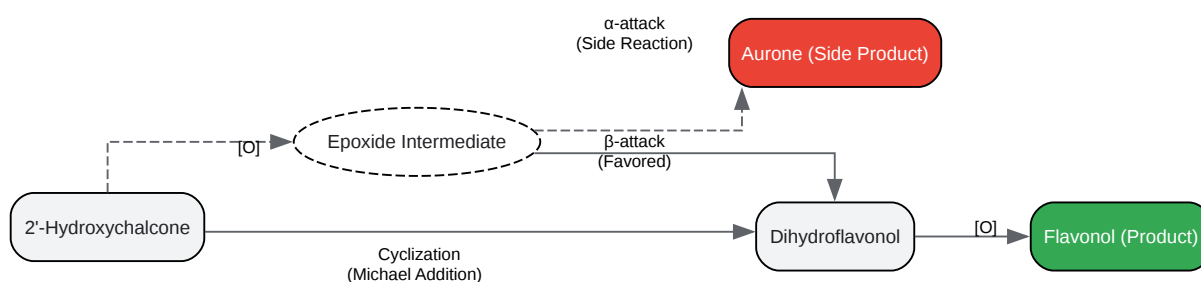 α-attack
(Side Reaction)
Aurone (Side Product)
[O]
Epoxide Intermediate
β-attack
(Favored)
2'-Hydroxychalcone
Cyclization
(Michael Addition)
Dihydroflavonol
[O]
Flavonol (Product)